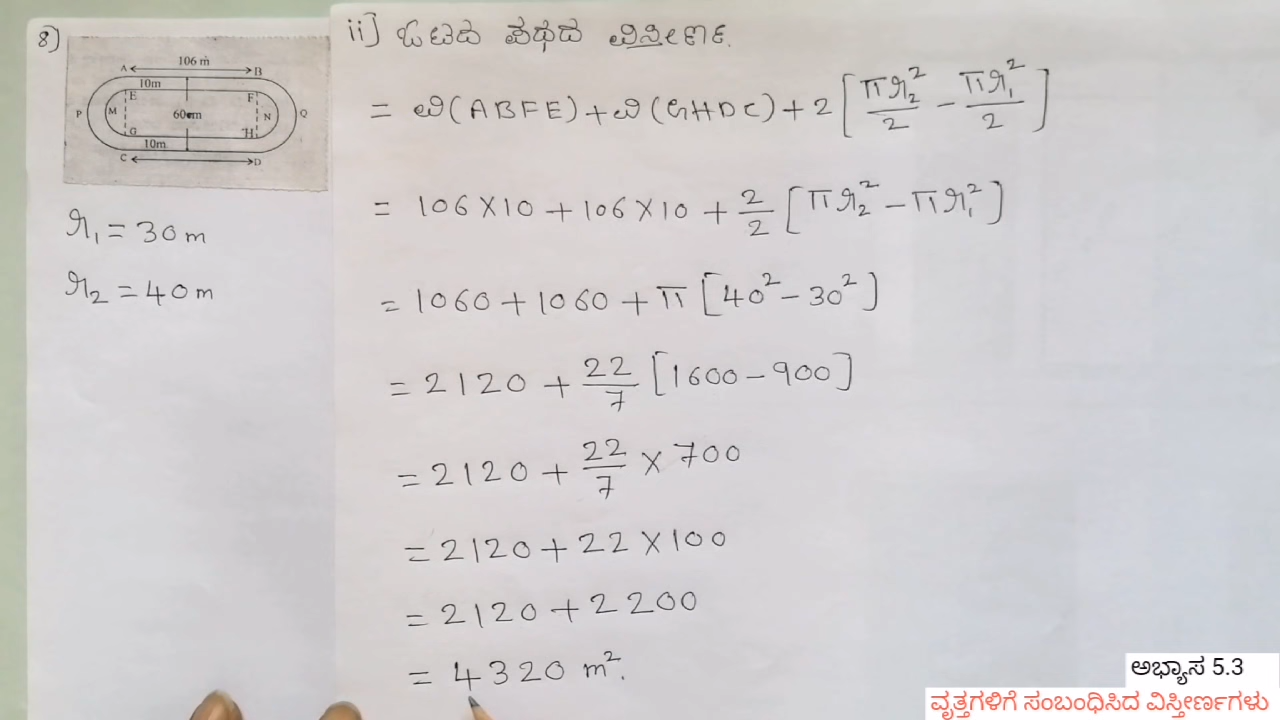 8)
106 m
A B
10m
E F
P M 60m N Q
G H
10m
C D
r₁ = 30 m
r₂ = 40 m
ii] ಓಟದ ಪಥದ ವಿಸ್ತೀರ್ಣ.
= ವಿ(ABFE) + ವಿ(GHDC) + 2 [πr₂²/2 − πr₁²/2]
= 106 × 10 + 106 × 10 + 2/2 [πr₂² − πr₁²]
= 1060 + 1060 + π [40² − 30²]
= 2120 + 22/7 [1600 − 900]
= 2120 + 22/7 × 700
= 2120 + 22 × 100
= 2120 + 2200
= 4320 m².
ಅಭ್ಯಾಸ 5.3
ವೃತ್ತಗಳಿಗೆ ಸಂಬಂಧಿಸಿದ ವಿಸ್ತೀರ್ಣಗಳು